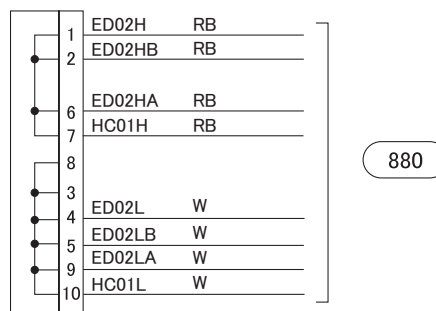 1 ED02H RB
2 ED02HB RB
6 ED02HA RB
7 HC01H RB
8
3
4 ED02L W
5 ED02LB W
9 ED02LA W
10 HC01L W
880